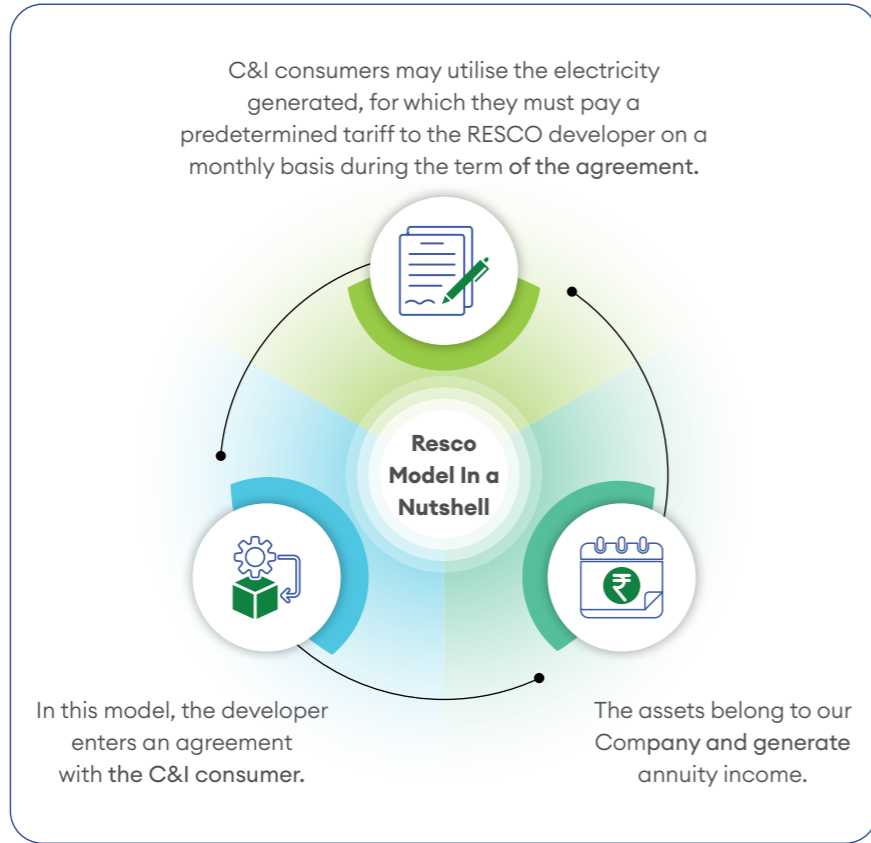 C&I consumers may utilise the electricity
generated, for which they must pay a
predetermined tariff to the RESCO developer on a
monthly basis during the term of the agreement.
Resco
Model In a
Nutshell
₹
In this model, the developer
enters an agreement
with the C&I consumer.
The assets belong to our
Company and generate
annuity income.